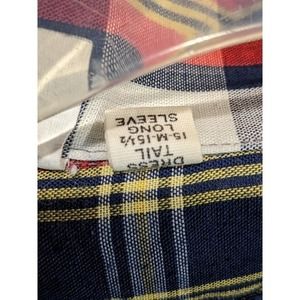 DRESS
TAIL
15-M-15½
LONG
SLEEVE